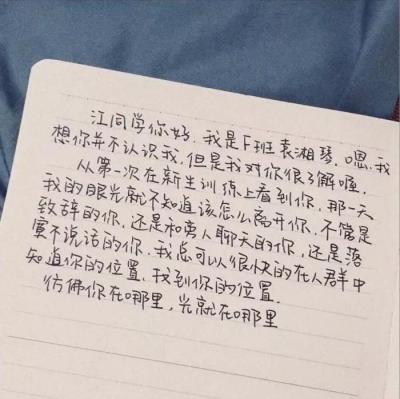 江同学你好，我是F班袁湘琴，嗯，我
想你并不认识我，但是我对你很了解喔，
从第一次在新生训练上看到你，那一天
我的眼光就不知道该怎么离开你，不管是
致辞的你，还是和旁人聊天的你，还是落
寞不说话的你，我总可以很快的在人群中
知道你的位置，找到你的位置，
彷佛你在哪里，光就在哪里